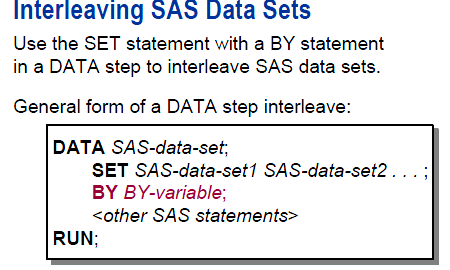 Interleaving SAS Data Sets
Use the SET statement with a BY statement
in a DATA step to interleave SAS data sets.
General form of a DATA step interleave:
DATA SAS-data-set;
SET SAS-data-set1 SAS-data-set2 . . . ;
BY BY-variable;
<other SAS statements>
RUN;